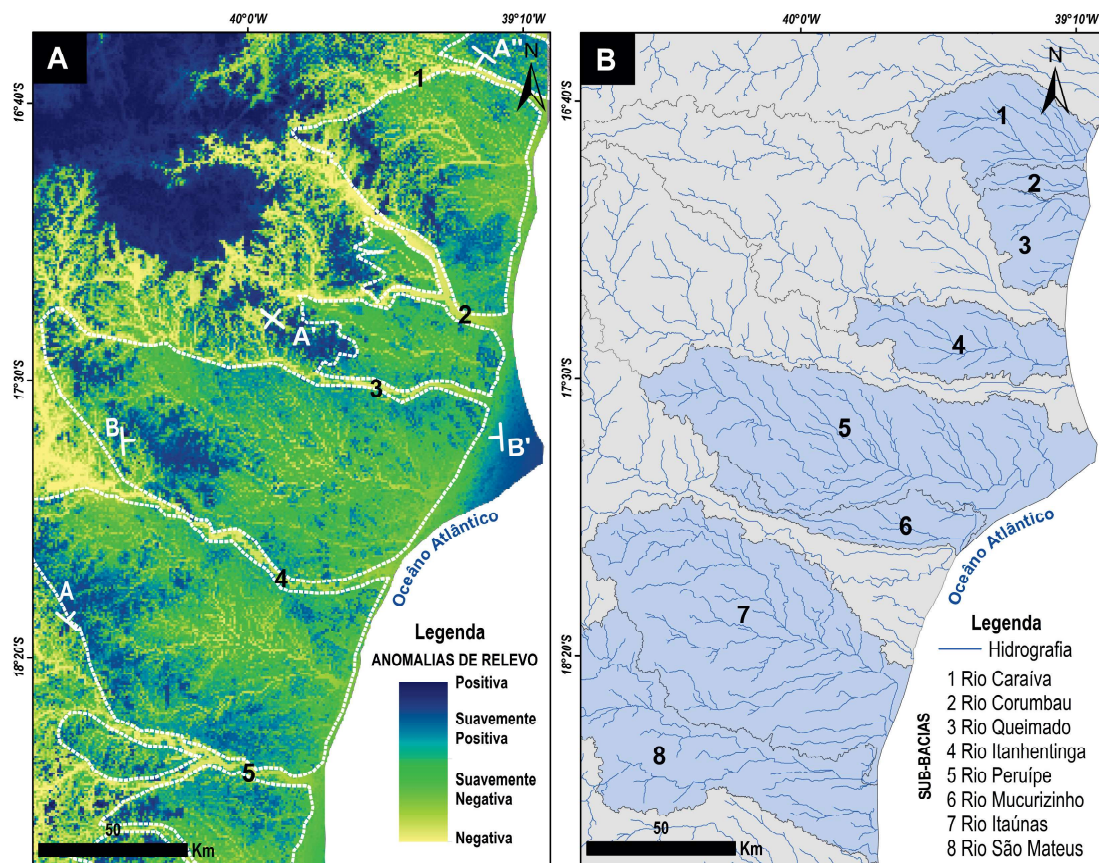 40°0'W
39°10'W
A
A"
N
1
16°40'S
2
A'
3
17°30'S
B
B'
Oceâno Atlântico
4
A
18°20'S
5
Legenda
ANOMALIAS DE RELEVO
Positiva
Suavemente
Positiva
Suavemente
Negativa
Negativa
50
Km
40°0'W
39°10'W
B
N
1
16°40'S
2
3
4
17°30'S
5
6
Oceâno Atlântico
7
18°20'S
8
Legenda
Hidrografia
SUB-BACIAS
1 Rio Caraíva
2 Rio Corumbau
3 Rio Queimado
4 Rio Itanhentinga
5 Rio Peruípe
6 Rio Mucurizinho
7 Rio Itaúnas
8 Rio São Mateus
50
Km